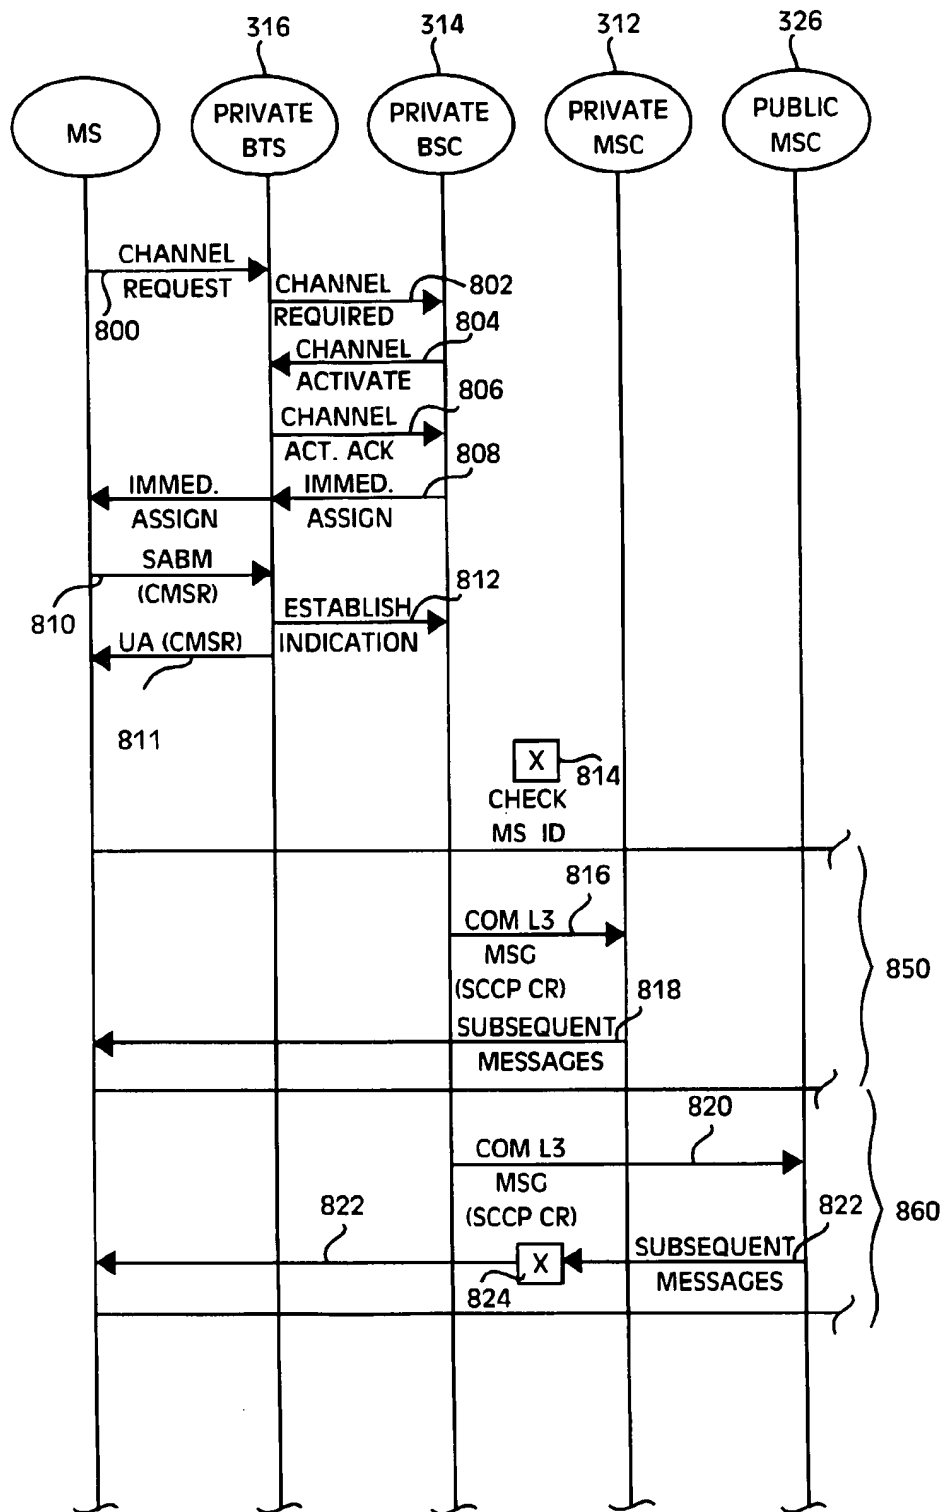 316
314
312
326
MS
PRIVATE
BTS
PRIVATE
BSC
PRIVATE
MSC
PUBLIC
MSC
CHANNEL
REQUEST
800
CHANNEL
REQUIRED
802
CHANNEL
ACTIVATE
804
CHANNEL
ACT. ACK
806
IMMED.
ASSIGN
IMMED.
ASSIGN
808
SABM
(CMSR)
810
ESTABLISH
INDICATION
812
UA (CMSR)
811
X
814
CHECK
MS ID
COM L3
MSG
(SCCP CR)
816
850
SUBSEQUENT
MESSAGES
818
COM L3
MSG
(SCCP CR)
820
860
822
X
824
SUBSEQUENT
MESSAGES
822